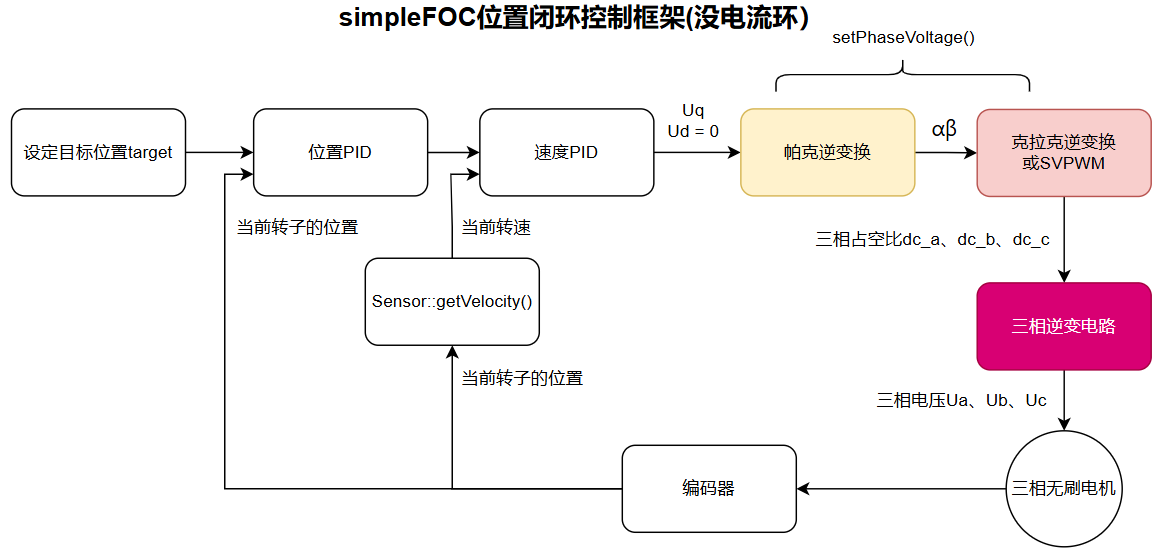 simpleFOC位置闭环控制框架(没电流环）
setPhaseVoltage()
设定目标位置target
位置PID
速度PID
Uq
Ud = 0
帕克逆变换
αβ
克拉克逆变换
或SVPWM
当前转子的位置
当前转速
三相占空比dc_a、dc_b、dc_c
Sensor::getVelocity()
三相逆变电路
当前转子的位置
三相电压Ua、Ub、Uc
编码器
三相无刷电机